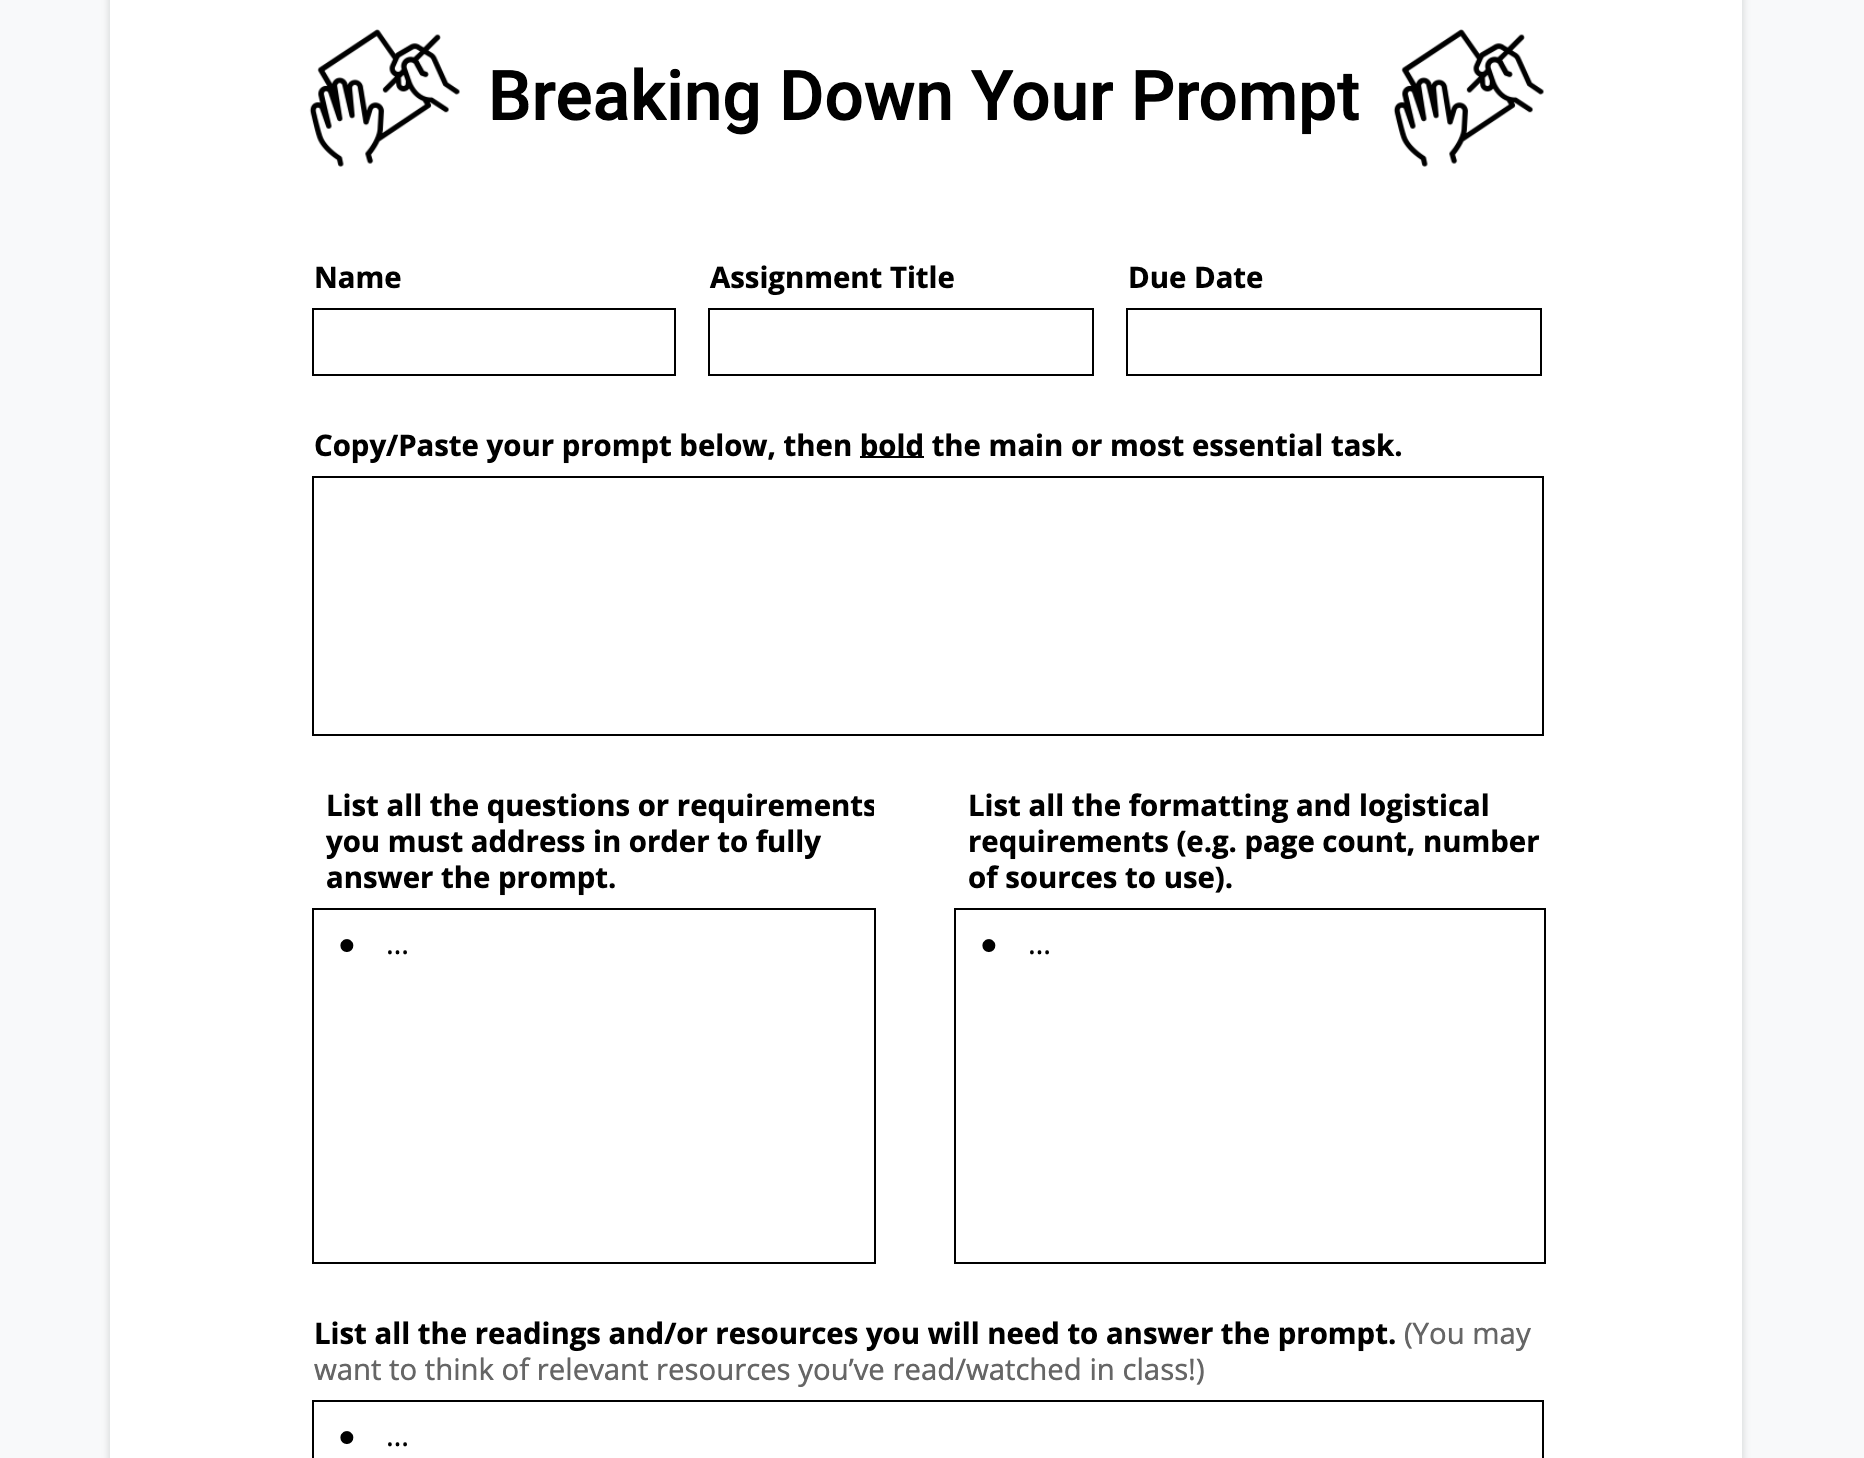 Breaking Down Your Prompt
Name
Assignment Title
Due Date
Copy/Paste your prompt below, then bold the main or most essential task.
List all the questions or requirements
you must address in order to fully
answer the prompt.
● ...
List all the formatting and logistical
requirements (e.g. page count, number
of sources to use).
● ...
List all the readings and/or resources you will need to answer the prompt. (You may
want to think of relevant resources you’ve read/watched in class!)
● ...